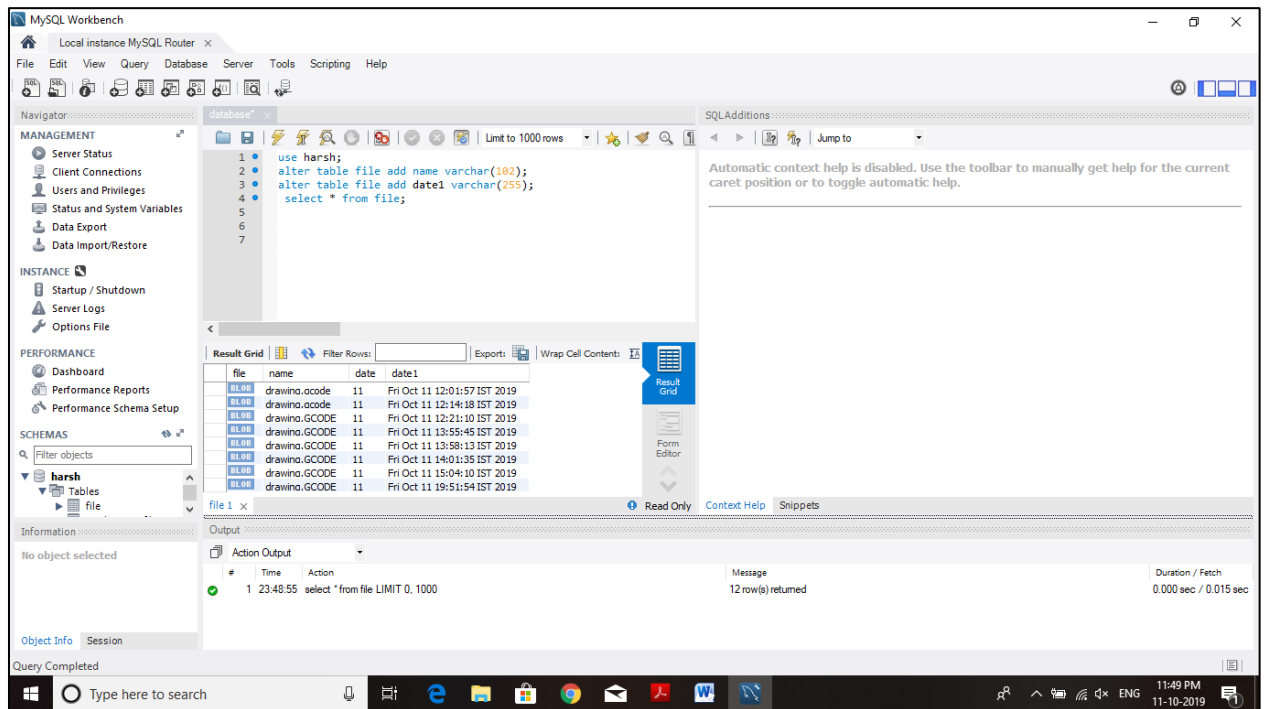 MySQL Workbench
Local instance MySQL Router
File Edit View Query Database Server Tools Scripting Help
Navigator
MANAGEMENT
Server Status
Client Connections
Users and Privileges
Status and System Variables
Data Export
Data Import/Restore
INSTANCE
Startup / Shutdown
Server Logs
Options File
PERFORMANCE
Dashboard
Performance Reports
Performance Schema Setup
SCHEMAS
Filter objects
harsh
Tables
file
Information
No object selected
Object Info Session
Query Completed
database*
Limit to 1000 rows
1 use harsh;
2 alter table file add name varchar(102);
3 alter table file add date1 varchar(255);
4 select * from file;
5
6
7
Result Grid Filter Rows: Export: Wrap Cell Content:
file name date date1
BLOB drawing.gcode 11 Fri Oct 11 12:01:57 IST 2019
BLOB drawing.gcode 11 Fri Oct 11 12:14:18 IST 2019
BLOB drawing.GCODE 11 Fri Oct 11 12:21:10 IST 2019
BLOB drawing.GCODE 11 Fri Oct 11 13:55:45 IST 2019
BLOB drawing.GCODE 11 Fri Oct 11 13:58:13 IST 2019
BLOB drawing.GCODE 11 Fri Oct 11 14:01:35 IST 2019
BLOB drawing.GCODE 11 Fri Oct 11 15:04:10 IST 2019
BLOB drawing.GCODE 11 Fri Oct 11 19:51:54 IST 2019
Result
Grid
Form
Editor
file 1 Read Only
SQLAdditions
Jump to
Automatic context help is disabled. Use the toolbar to manually get help for the current
caret position or to toggle automatic help.
Context Help Snippets
Output
Action Output
# Time Action Message Duration / Fetch
1 23:48:55 select * from file LIMIT 0, 1000 12 row(s) returned 0.000 sec / 0.015 sec
Type here to search
ENG
11:49 PM
11-10-2019